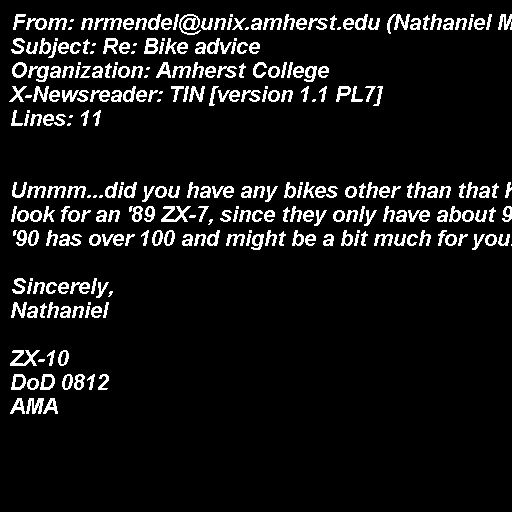 From: nrmendel@unix.amherst.edu (Nathaniel M
Subject: Re: Bike advice
Organization: Amherst College
X-Newsreader: TIN [version 1.1 PL7]
Lines: 11
Ummm...did you have any bikes other than that
look for an '89 ZX-7, since they only have about 9
'90 has over 100 and might be a bit much for you.
Sincerely,
Nathaniel
ZX-10
DoD 0812
AMA